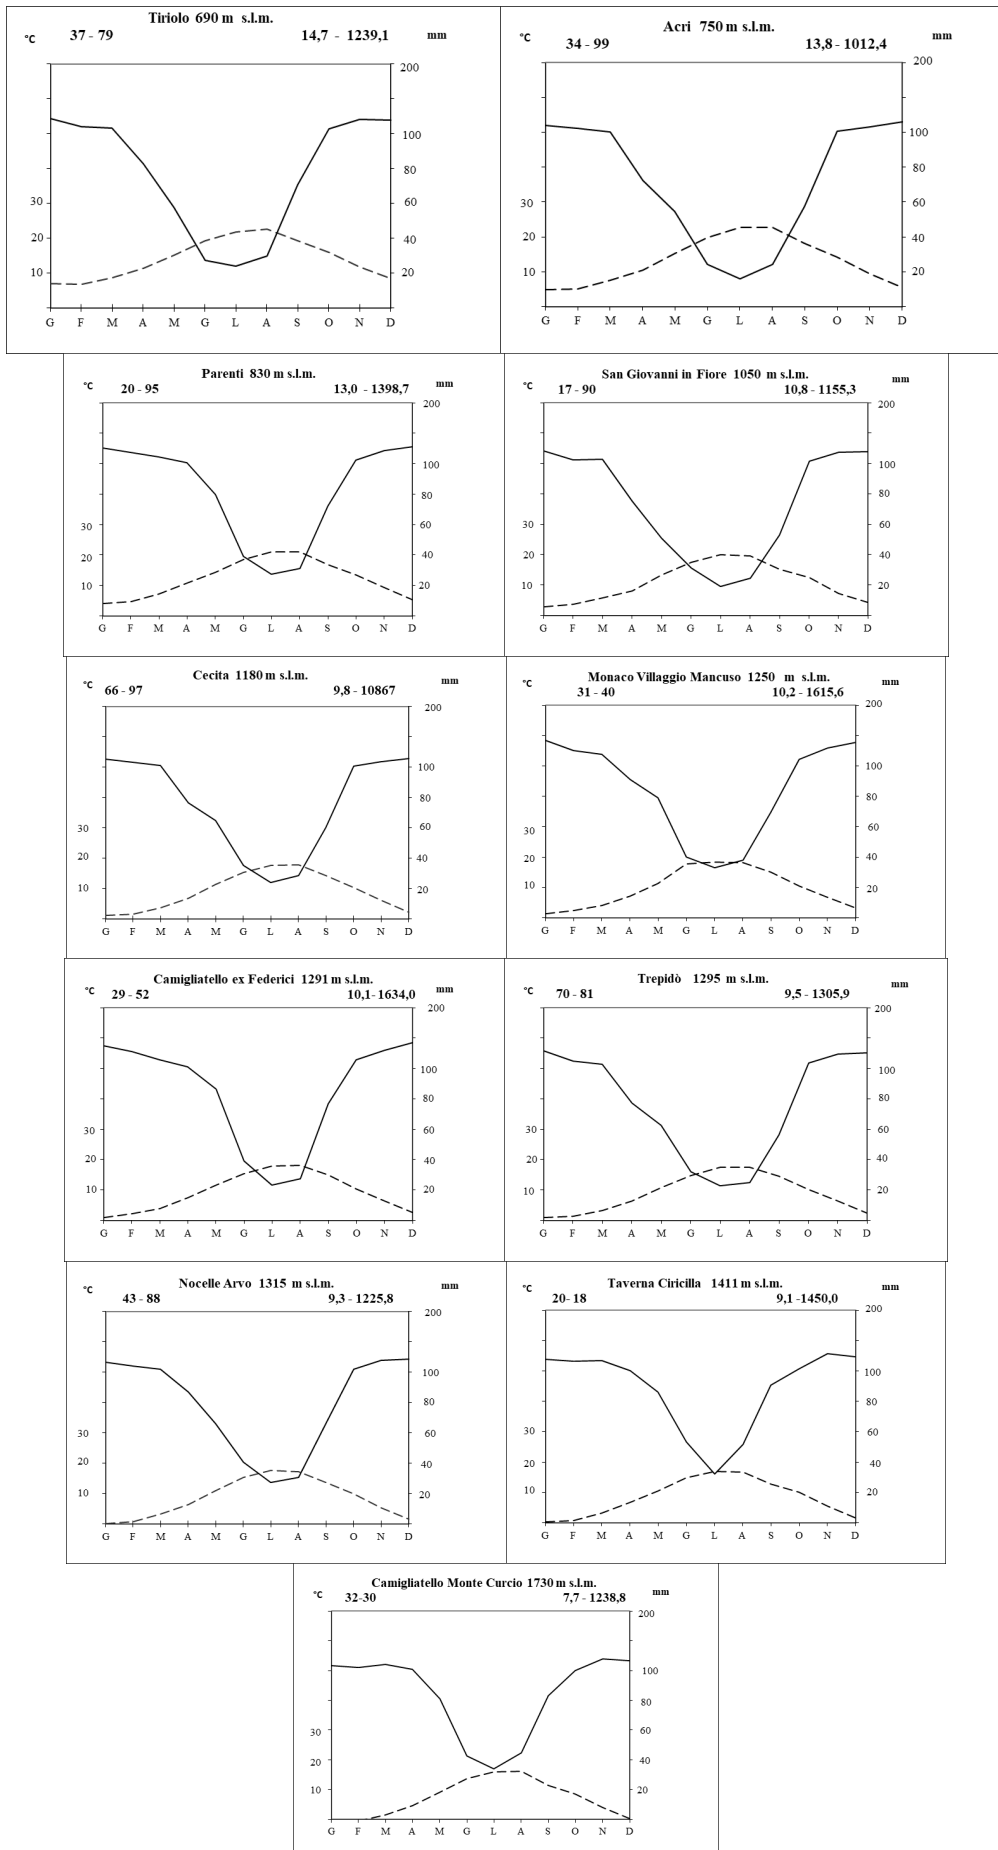 Tiriolo 690 m s.l.m.
°C 37 - 79 14,7 - 1239,1 mm
200
100
80
30 60
20 40
10 20
G F M A M G L A S O N D
Acri 750 m s.l.m.
°C 34 - 99 13,8 - 1012,4 mm
200
100
80
30 60
20 40
10 20
G F M A M G L A S O N D
Parenti 830 m s.l.m.
°C 20 - 95 13,0 - 1398,7 mm
200
100
80
30 60
20 40
10 20
G F M A M G L A S O N D
San Giovanni in Fiore 1050 m s.l.m.
°C 17 - 90 10,8 - 1155,3 mm
200
100
80
30 60
20 40
10 20
G F M A M G L A S O N D
Cecita 1180 m s.l.m.
°C 66 - 97 9,8 - 10867 mm
200
100
80
30 60
20 40
10 20
G F M A M G L A S O N D
Monaco Villaggio Mancuso 1250 m s.l.m.
°C 31 - 40 10,2 - 1615,6 mm
200
100
80
30 60
20 40
10 20
G F M A M G L A S O N D
Camigliatello ex Federici 1291 m s.l.m.
°C 29 - 52 10,1- 1634,0 mm
200
100
80
30 60
20 40
10 20
G F M A M G L A S O N D
Trepidò 1295 m s.l.m.
°C 70 - 81 9,5 - 1305,9 mm
200
100
80
30 60
20 40
10 20
G F M A M G L A S O N D
Nocelle Arvo 1315 m s.l.m.
°C 43 - 88 9,3 - 1225,8 mm
200
100
80
30 60
20 40
10 20
G F M A M G L A S O N D
Taverna Ciricilla 1411 m s.l.m.
°C 20- 18 9,1 -1450,0 mm
200
100
80
30 60
20 40
10 20
G F M A M G L A S O N D
Camigliatello Monte Curcio 1730 m s.l.m.
°C 32-30 7,7 - 1238,8 mm
200
100
80
30 60
20 40
10 20
G F M A M G L A S O N D